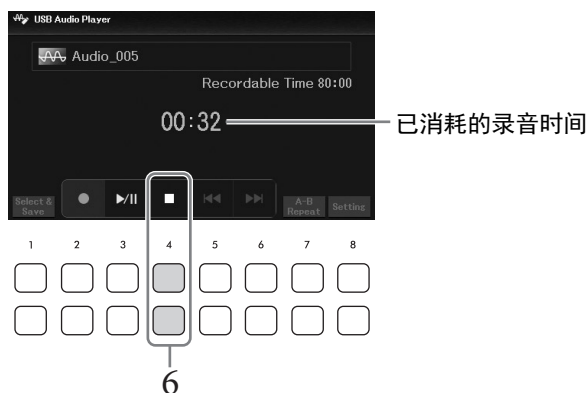 USB Audio Player
Audio_005
Recordable Time 80:00
00:32
已消耗的录音时间
Select &
Save
A-B
Repeat
Setting
1 2 3 4 5 6 7 8
6